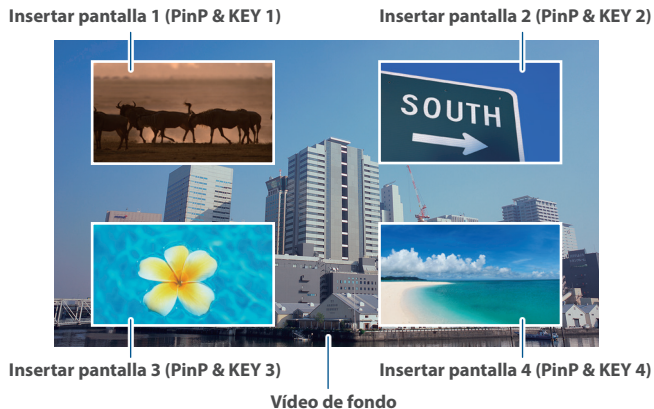 Insertar pantalla 1 (PinP & KEY 1)
Insertar pantalla 2 (PinP & KEY 2)
SOUTH
Insertar pantalla 3 (PinP & KEY 3)
Insertar pantalla 4 (PinP & KEY 4)
Vídeo de fondo